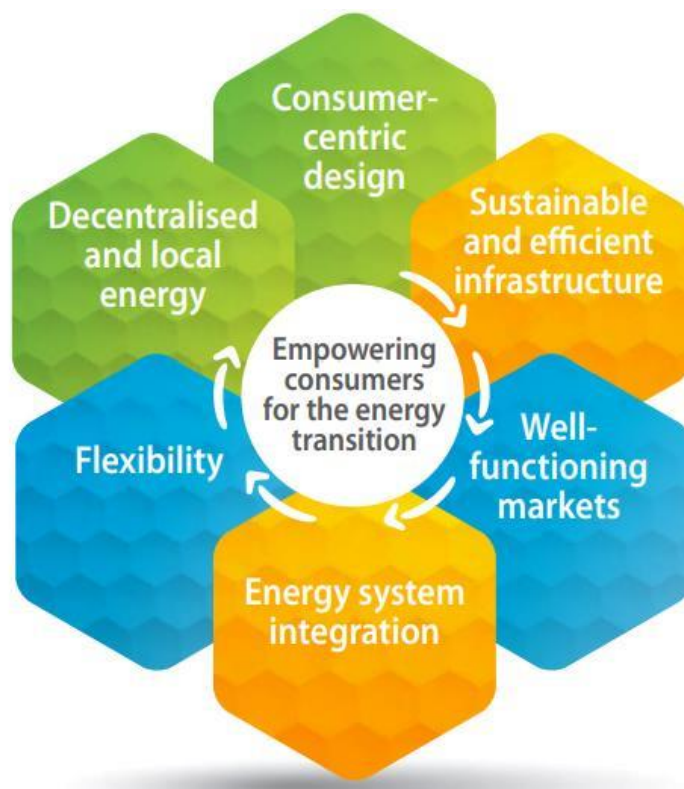 Consumer-
centric
design
Sustainable
and efficient
infrastructure
Well-
functioning
markets
Energy system
integration
Flexibility
Decentralised
and local
energy
Empowering
consumers
for the energy
transition